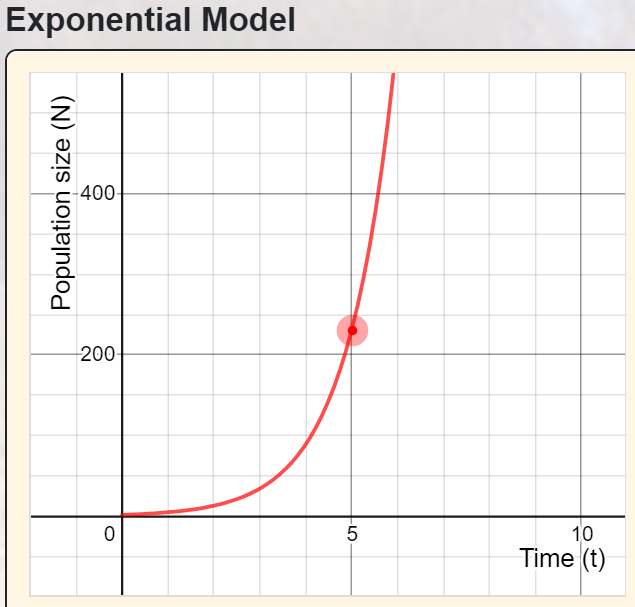 Exponential Model
Population size (N)
400
200
0
5
10
Time (t)